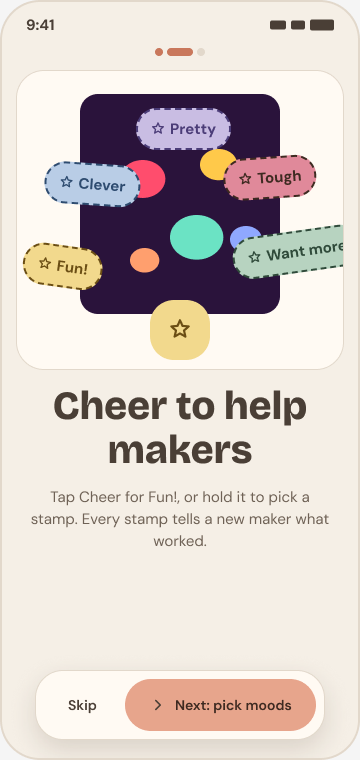 9:41
Pretty
Clever
Tough
Want more
Fun!
Cheer to help
makers
Tap Cheer for Fun!, or hold it to pick a
stamp. Every stamp tells a new maker what
worked.
Skip
Next: pick moods